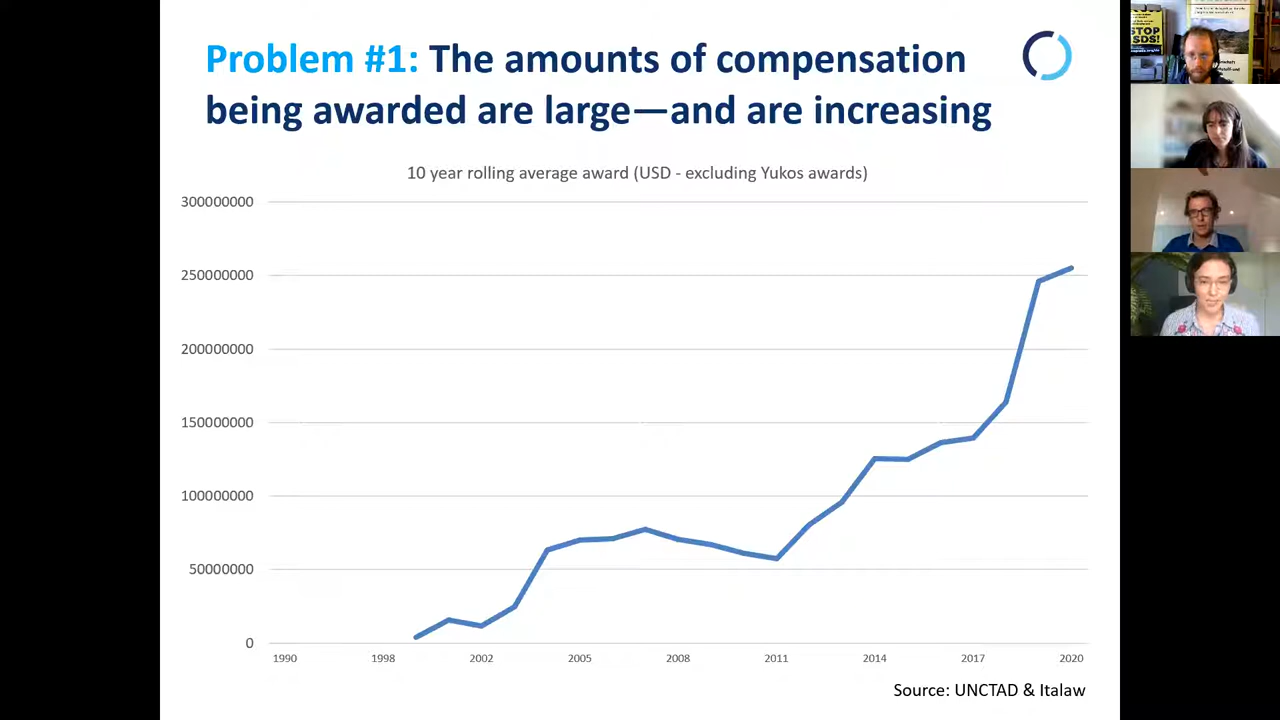 Problem #1: The amounts of compensation
being awarded are large—and are increasing
10 year rolling average award (USD - excluding Yukos awards)
300000000
250000000
200000000
150000000
100000000
50000000
0
1990 1998 2002 2005 2008 2011 2014 2017 2020
Source: UNCTAD & Italaw
STOP